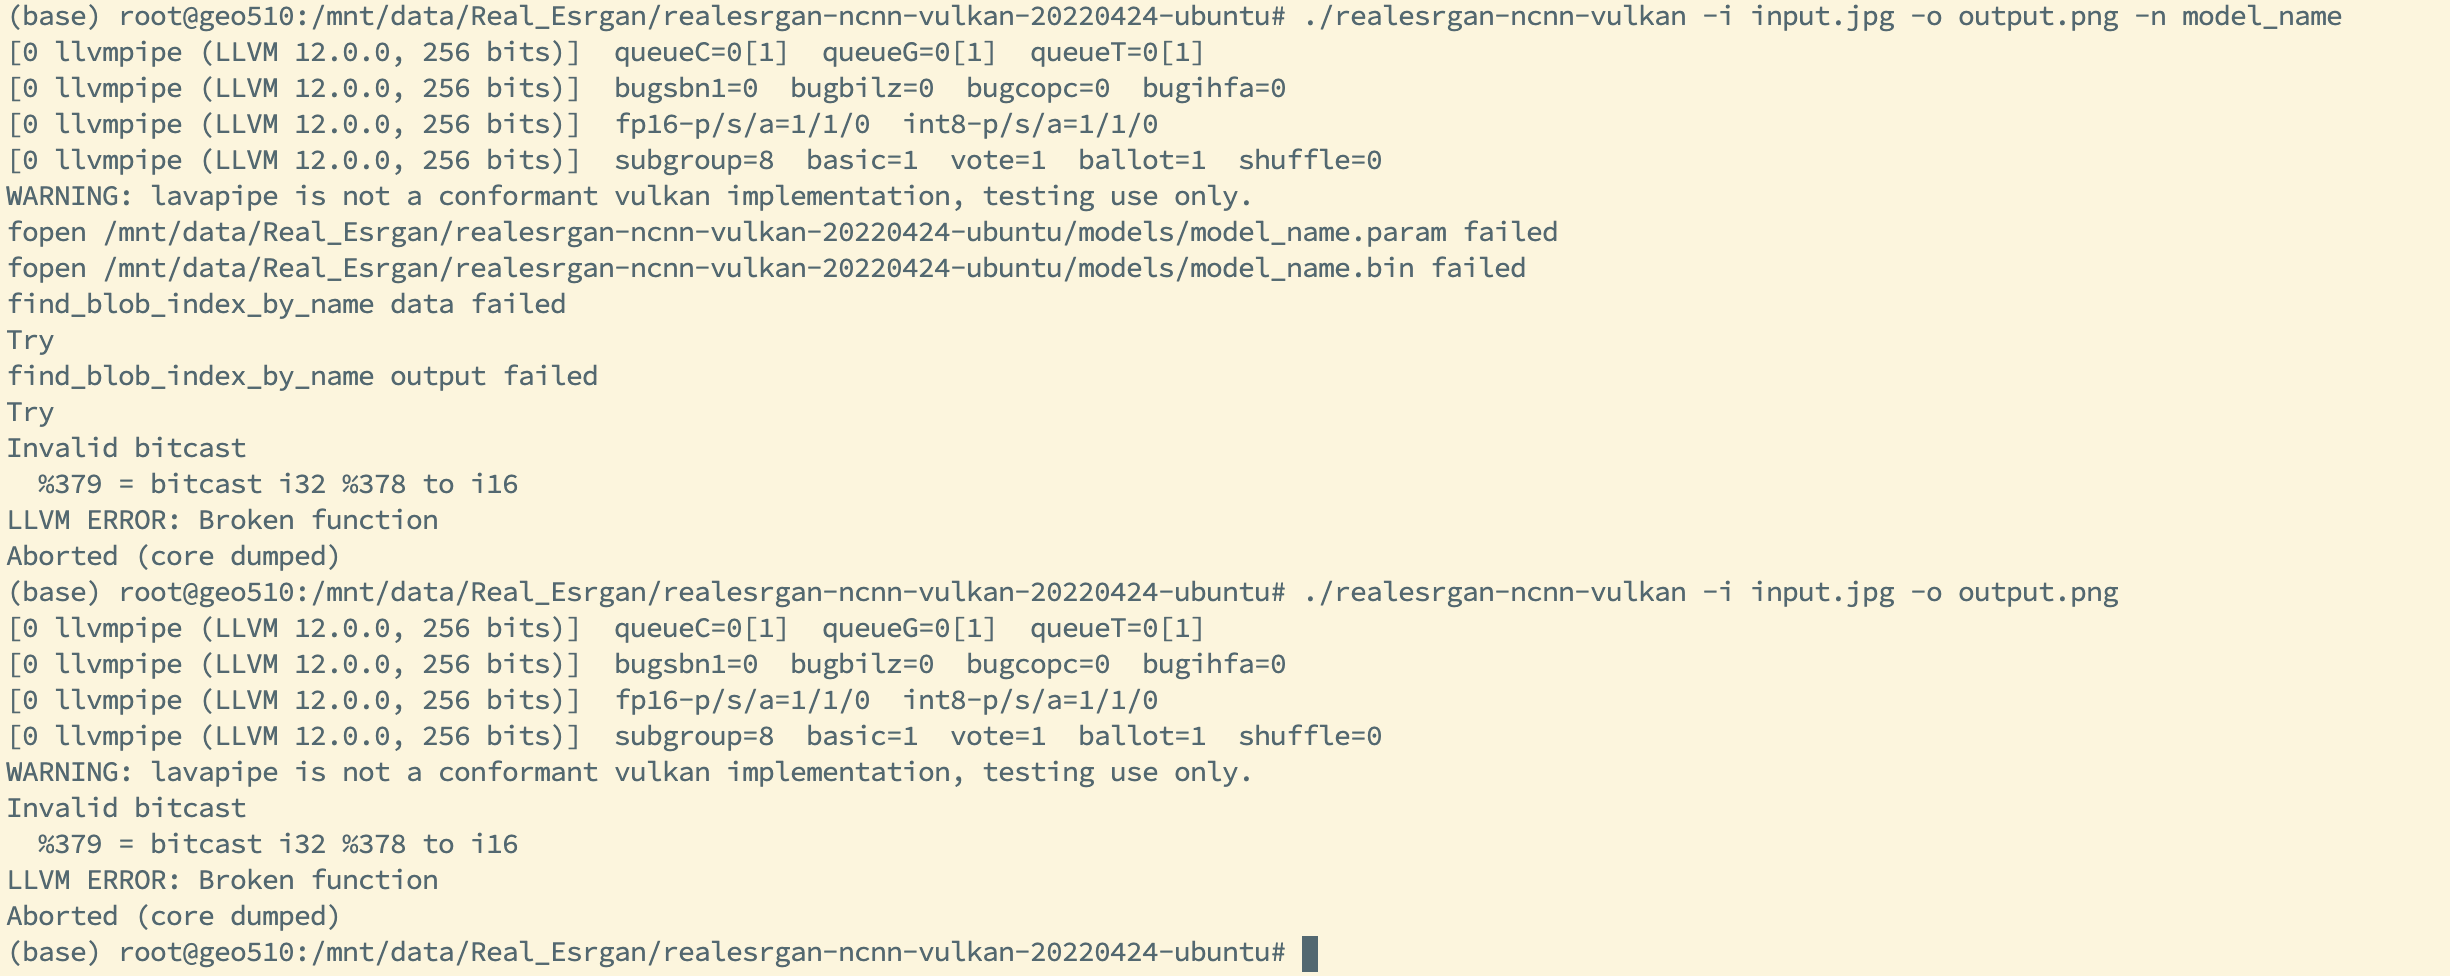 (base) root@geo510:/mnt/data/Real_Esrgan/realesrgan-ncnn-vulkan-20220424-ubuntu# ./realesrgan-ncnn-vulkan -i input.jpg -o output.png -n model_name
[0 llvmpipe (LLVM 12.0.0, 256 bits)]  queueC=0[1]  queueG=0[1]  queueT=0[1]
[0 llvmpipe (LLVM 12.0.0, 256 bits)]  bugsbn1=0  bugbilz=0  bugcopc=0  bugihfa=0
[0 llvmpipe (LLVM 12.0.0, 256 bits)]  fp16-p/s/a=1/1/0  int8-p/s/a=1/1/0
[0 llvmpipe (LLVM 12.0.0, 256 bits)]  subgroup=8  basic=1  vote=1  ballot=1  shuffle=0
WARNING: lavapipe is not a conformant vulkan implementation, testing use only.
fopen /mnt/data/Real_Esrgan/realesrgan-ncnn-vulkan-20220424-ubuntu/models/model_name.param failed
fopen /mnt/data/Real_Esrgan/realesrgan-ncnn-vulkan-20220424-ubuntu/models/model_name.bin failed
find_blob_index_by_name data failed
Try
find_blob_index_by_name output failed
Try
Invalid bitcast
  %379 = bitcast i32 %378 to i16
LLVM ERROR: Broken function
Aborted (core dumped)
(base) root@geo510:/mnt/data/Real_Esrgan/realesrgan-ncnn-vulkan-20220424-ubuntu# ./realesrgan-ncnn-vulkan -i input.jpg -o output.png
[0 llvmpipe (LLVM 12.0.0, 256 bits)]  queueC=0[1]  queueG=0[1]  queueT=0[1]
[0 llvmpipe (LLVM 12.0.0, 256 bits)]  bugsbn1=0  bugbilz=0  bugcopc=0  bugihfa=0
[0 llvmpipe (LLVM 12.0.0, 256 bits)]  fp16-p/s/a=1/1/0  int8-p/s/a=1/1/0
[0 llvmpipe (LLVM 12.0.0, 256 bits)]  subgroup=8  basic=1  vote=1  ballot=1  shuffle=0
WARNING: lavapipe is not a conformant vulkan implementation, testing use only.
Invalid bitcast
  %379 = bitcast i32 %378 to i16
LLVM ERROR: Broken function
Aborted (core dumped)
(base) root@geo510:/mnt/data/Real_Esrgan/realesrgan-ncnn-vulkan-20220424-ubuntu#